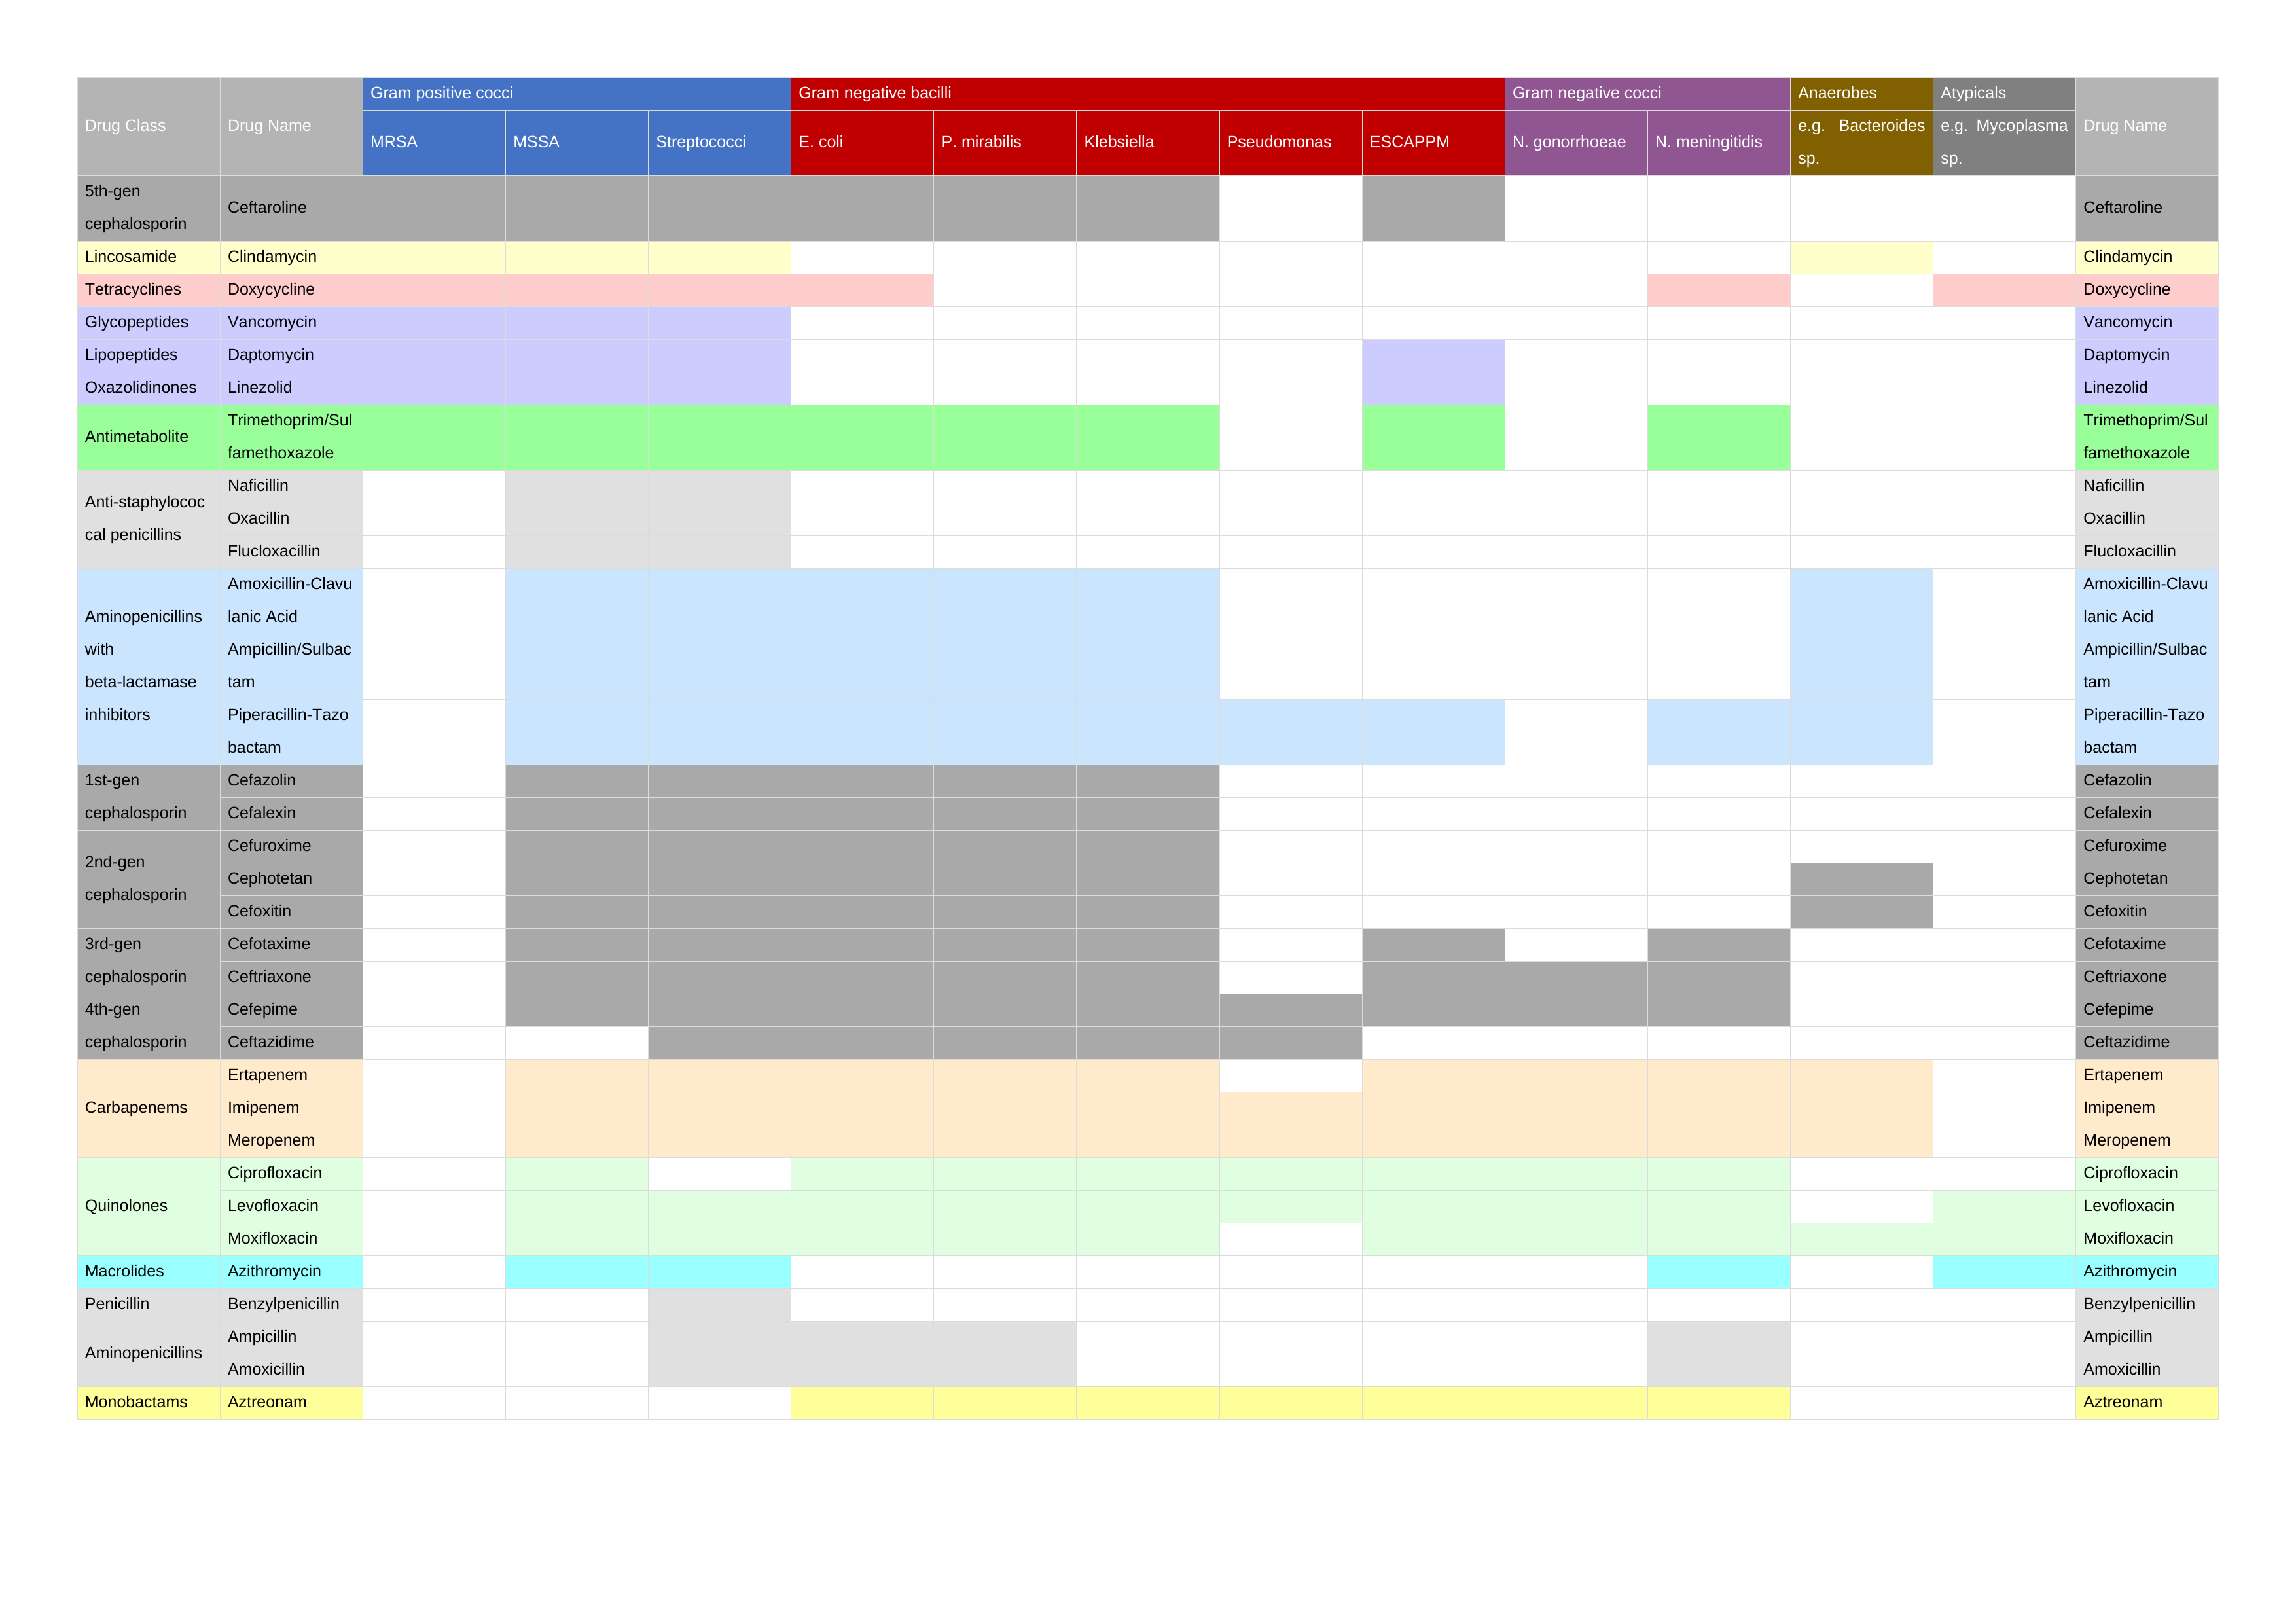 Drug Class
Drug Name
Gram positive cocci
Gram negative bacilli
Gram negative cocci
Anaerobes
Atypicals
Drug Name
MRSA
MSSA
Streptococci
E. coli
P. mirabilis
Klebsiella
Pseudomonas
ESCAPPM
N. gonorrhoeae
N. meningitidis
e.g. Bacteroides
sp.
e.g. Mycoplasma
sp.
5th-gen
cephalosporin
Ceftaroline
Ceftaroline
Lincosamide
Clindamycin
Clindamycin
Tetracyclines
Doxycycline
Doxycycline
Glycopeptides
Vancomycin
Vancomycin
Lipopeptides
Daptomycin
Daptomycin
Oxazolidinones
Linezolid
Linezolid
Antimetabolite
Trimethoprim/Sul
famethoxazole
Trimethoprim/Sul
famethoxazole
Anti-staphylococ
cal penicillins
Naficillin
Naficillin
Oxacillin
Oxacillin
Flucloxacillin
Flucloxacillin
Aminopenicillins
with
beta-lactamase
inhibitors
Amoxicillin-Clavu
lanic Acid
Amoxicillin-Clavu
lanic Acid
Ampicillin/Sulbac
tam
Ampicillin/Sulbac
tam
Piperacillin-Tazo
bactam
Piperacillin-Tazo
bactam
1st-gen
cephalosporin
Cefazolin
Cefazolin
Cefalexin
Cefalexin
2nd-gen
cephalosporin
Cefuroxime
Cefuroxime
Cephotetan
Cephotetan
Cefoxitin
Cefoxitin
3rd-gen
cephalosporin
Cefotaxime
Cefotaxime
Ceftriaxone
Ceftriaxone
4th-gen
cephalosporin
Cefepime
Cefepime
Ceftazidime
Ceftazidime
Carbapenems
Ertapenem
Ertapenem
Imipenem
Imipenem
Meropenem
Meropenem
Quinolones
Ciprofloxacin
Ciprofloxacin
Levofloxacin
Levofloxacin
Moxifloxacin
Moxifloxacin
Macrolides
Azithromycin
Azithromycin
Penicillin
Benzylpenicillin
Benzylpenicillin
Aminopenicillins
Ampicillin
Ampicillin
Amoxicillin
Amoxicillin
Monobactams
Aztreonam
Aztreonam